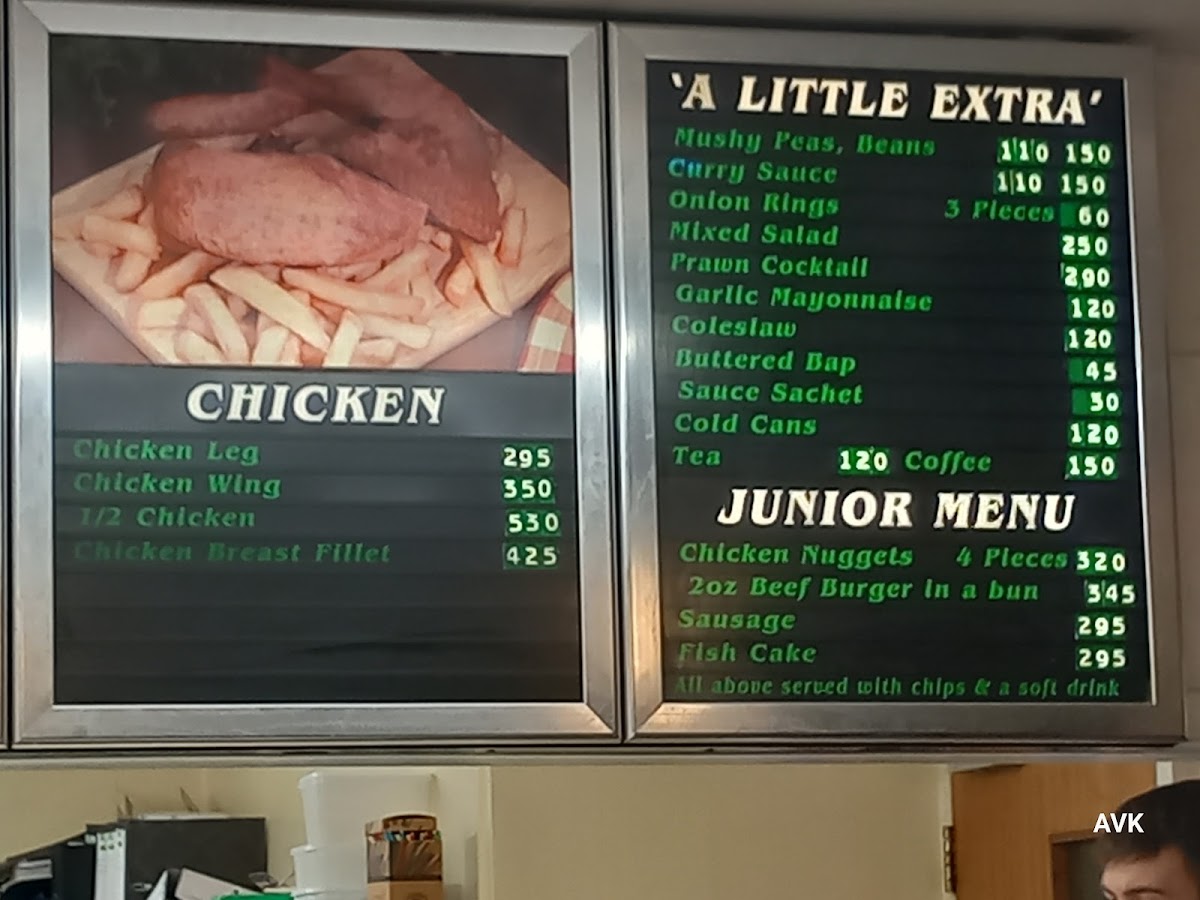 CHICKEN
Chicken Leg 295
Chicken Wing 350
1/2 Chicken 530
Chicken Breast Fillet 425
'A LITTLE EXTRA'
Mushy Peas, Beans 110 150
Curry Sauce 110 150
Onion Rings 3 Pieces 60
Mixed Salad 250
Prawn Cocktail 290
Garlic Mayonnaise 120
Coleslaw 120
Buttered Bap 45
Sauce Sachet 30
Cold Cans 120
Tea 120 Coffee 150
JUNIOR MENU
Chicken Nuggets 4 Pieces 320
2oz Beef Burger in a bun 345
Sausage 295
Fish Cake 295
All above served with chips & a soft drink
AVK